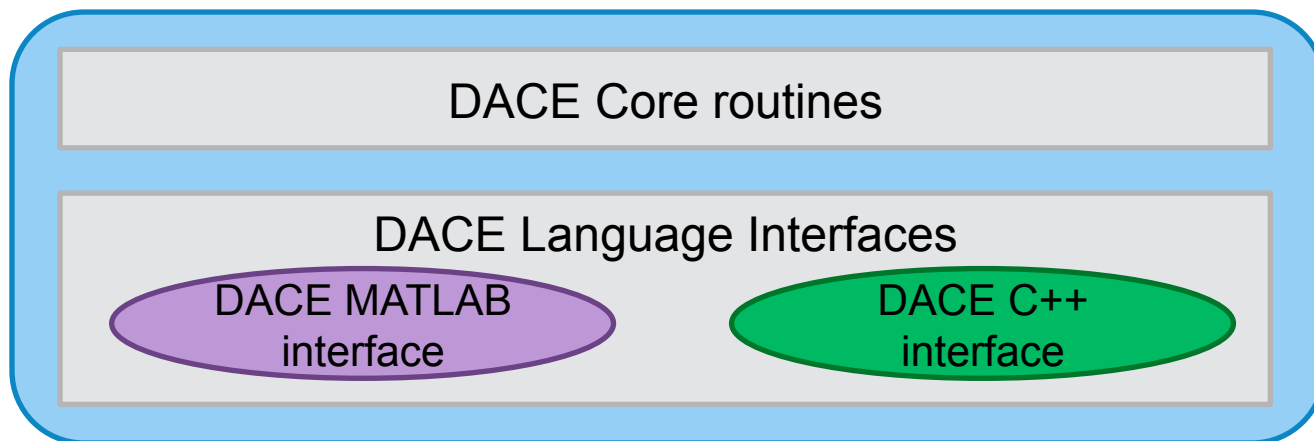 DACE Core routines
DACE Language Interfaces
DACE MATLAB
interface
DACE C++
interface